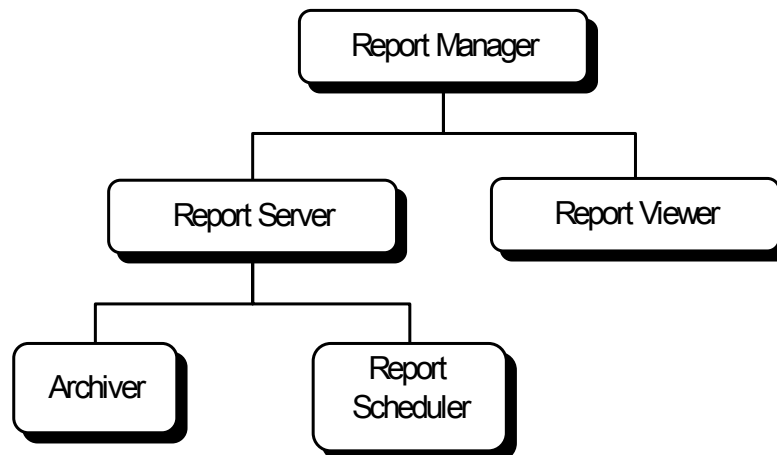 Report Manager
Report Server
Report Viewer
Archiver
Report
Scheduler